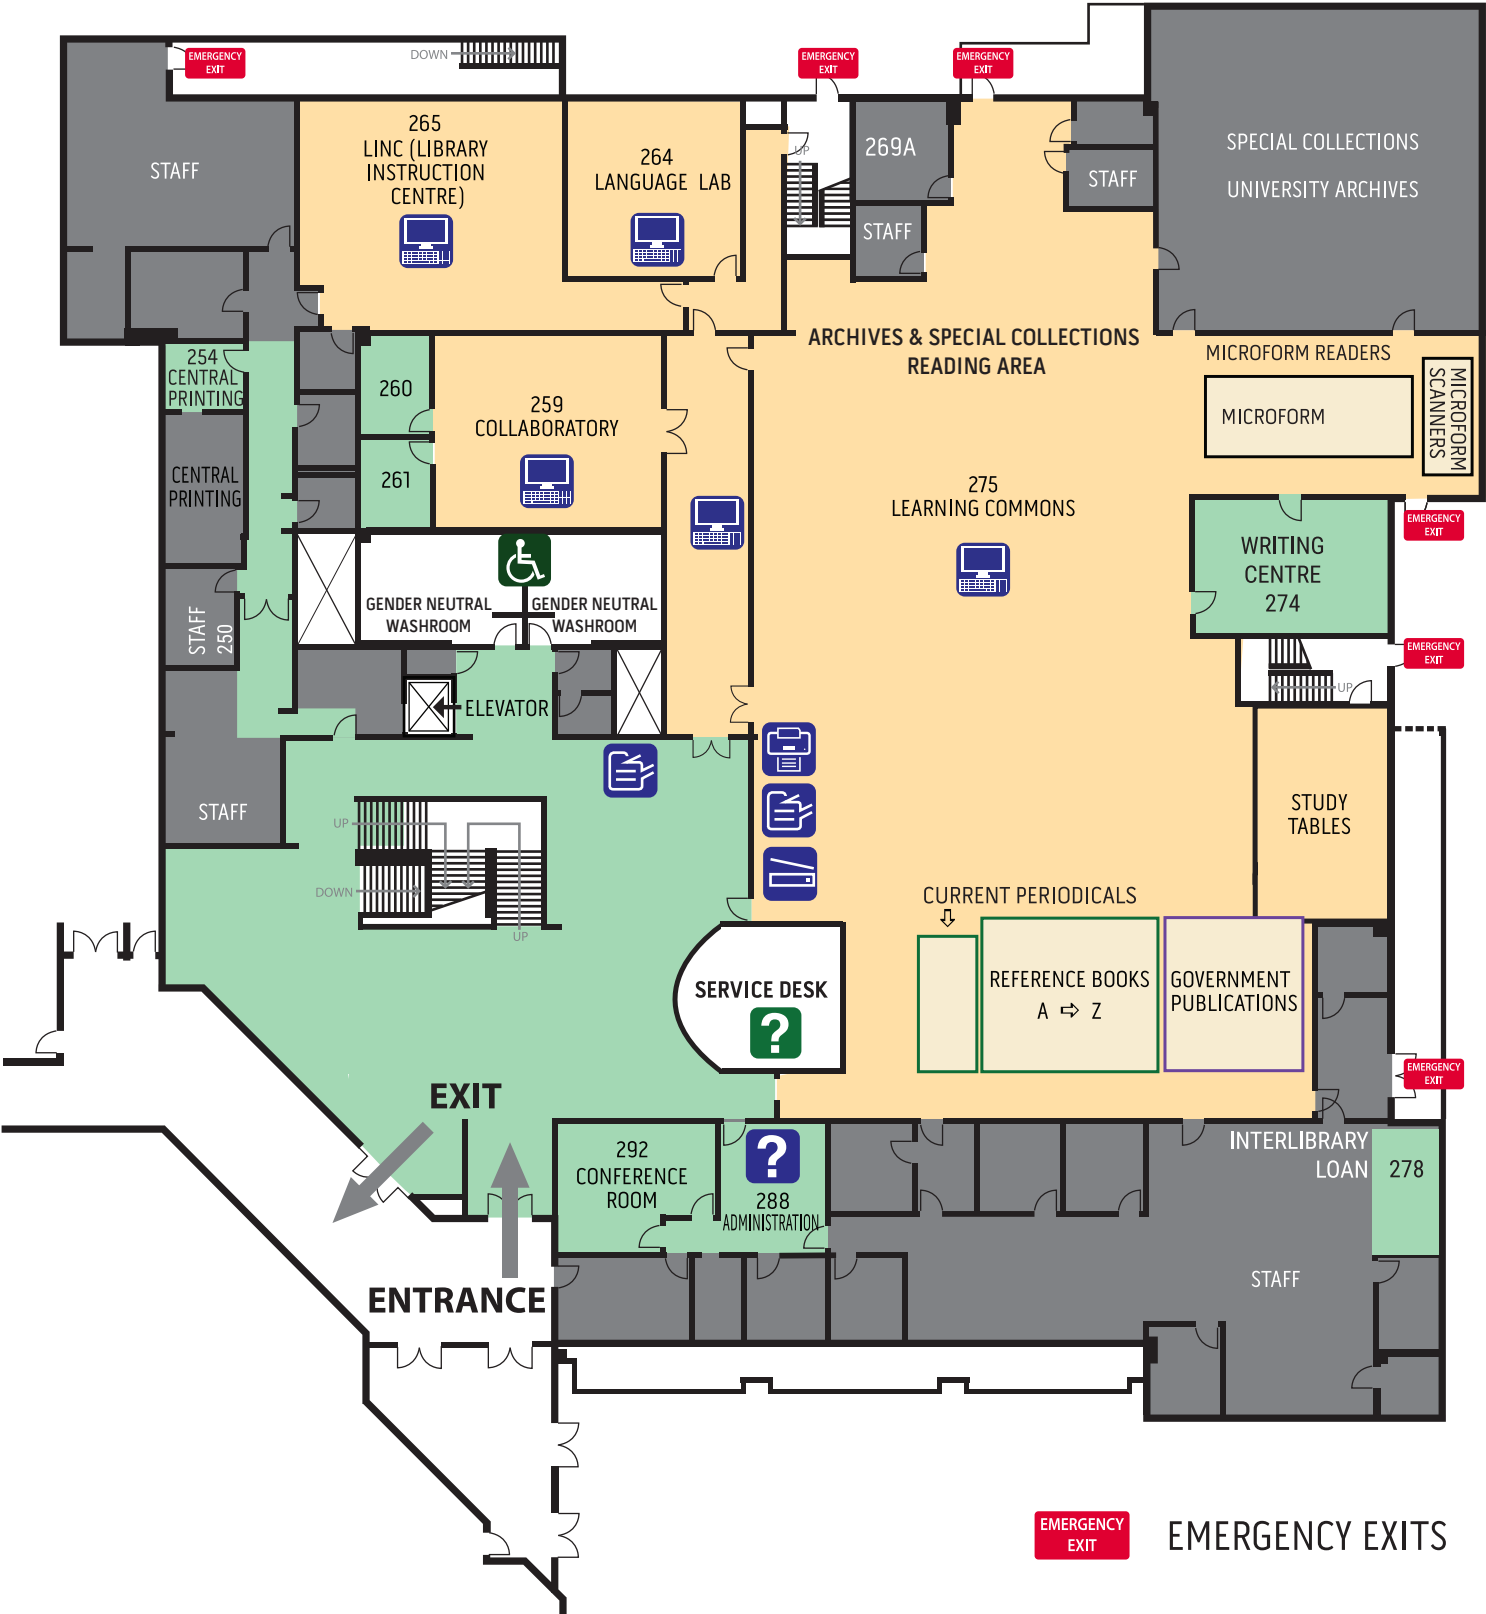 EMERGENCY
EXIT
DOWN
EMERGENCY
EXIT
EMERGENCY
EXIT
STAFF
265
LINC (LIBRARY
INSTRUCTION
CENTRE)
264
LANGUAGE LAB
UP
269A
STAFF
STAFF
SPECIAL COLLECTIONS
UNIVERSITY ARCHIVES
ARCHIVES & SPECIAL COLLECTIONS
READING AREA
MICROFORM READERS
MICROFORM
MICROFORM
SCANNERS
254
CENTRAL
PRINTING
260
259
COLLABORATORY
261
CENTRAL
PRINTING
275
LEARNING COMMONS
EMERGENCY
EXIT
WRITING
CENTRE
274
GENDER NEUTRAL
WASHROOM
GENDER NEUTRAL
WASHROOM
STAFF
250
EMERGENCY
EXIT
UP
ELEVATOR
STAFF
STUDY
TABLES
UP
DOWN
UP
CURRENT PERIODICALS
SERVICE DESK
?
REFERENCE BOOKS
A ⇨ Z
GOVERNMENT
PUBLICATIONS
EMERGENCY
EXIT
EXIT
292
CONFERENCE
ROOM
?
288
ADMINISTRATION
INTERLIBRARY
LOAN
278
STAFF
ENTRANCE
EMERGENCY
EXIT
EMERGENCY EXITS